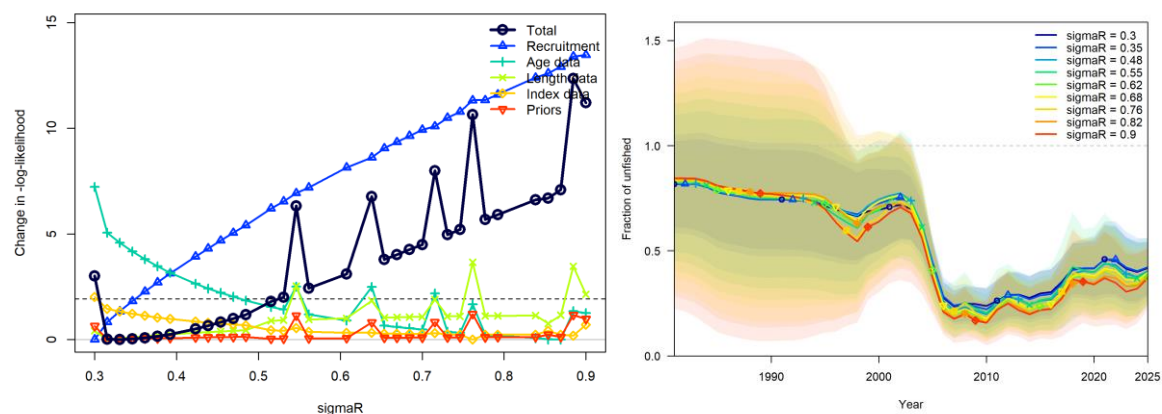 15
10
5
0
Change in -log-likelihood
Total
Recruitment
Age data
Length data
Index data
Priors
0.3 0.4 0.5 0.6 0.7 0.8 0.9
sigmaR
1.5
1.0
0.5
0.0
Fraction of unfished
sigmaR = 0.3
sigmaR = 0.35
sigmaR = 0.48
sigmaR = 0.55
sigmaR = 0.62
sigmaR = 0.68
sigmaR = 0.76
sigmaR = 0.82
sigmaR = 0.9
1990 2000 2010 2020 2025
Year